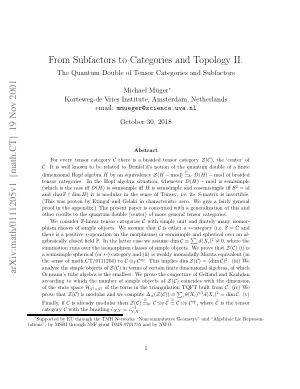 From Subfactors to Categories and Topology II.
The Quantum Double of Tensor Categories and Subfactors
Michael Müger*
Korteweg-de Vries Institute, Amsterdam, Netherlands
email: mmueger@science.uva.nl
October 30, 2018
arXiv:math/0111205v1 [math.CT] 19 Nov 2001
Abstract
For every tensor category C there is a braided tensor category Z(C), the 'center' of
C. It is well known to be related to Drinfel'd's notion of the quantum double of a finite
dimensional Hopf algebra H by an equivalence Z(H − mod) ≅ D(H) − mod of braided
tensor categories. In the Hopf algebra situation, whenever D(H) − mod is semisimple
(which is the case iff D(H) is semisimple iff H is semisimple and cosemisimple iff S² = id
and char F ∤ dim H) it is modular in the sense of Turaev, i.e. its S-matrix is invertible.
(This was proven by Etingof and Gelaki in characteristic zero. We give a fairly general
proof in the appendix.) The present paper is concerned with a generalization of this and
other results to the quantum double (center) of more general tensor categories.
We consider F-linear tensor categories C with simple unit and finitely many isomor-
phism classes of simple objects. We assume that C is either a *-category (i.e. F = C and
there is a positive *-operation on the morphisms) or semisimple and spherical over an al-
gebraically closed field F. In the latter case we assume dim C ≡ ∑ᵢ d(Xᵢ)² ≠ 0, where the
summation runs over the isomorphism classes of simple objects. We prove that Z(C) (i) is
a semisimple spherical (or *-) category and (ii) is weakly monoidally Morita equivalent (in
the sense of math.CT/0111204) to C ⊗F Cᵒᵖ. This implies dim Z(C) = (dim C)². (iii) We
analyze the simple objects of Z(C) in terms of certain finite dimensional algebras, of which
Ocneanu's tube algebra is the smallest. We prove the conjecture of Gelfand and Kazhdan
according to which the number of simple objects of Z(C) coincides with the dimension
of the state space H_{S¹×S¹} of the torus in the triangulation TQFT built from C. (iv) We
prove that Z(C) is modular and we compute Δ±(Z(C)) ≡ ∑ᵢ θ(Xᵢ)^{±1} d(Xᵢ)² = dim C. (v)
Finally, if C is already modular then Z(C) ≅ C ⊗F C̃ ≅ C ⊗F Cᵒᵖ, where C̃ is the tensor
category C with the braiding c̃_{X,Y} = c_{Y,X}^{−1}.
*Supported by EU through the TMR Networks "Noncommutative Geometry" and "Algebraic Lie Represen-
tations", by MSRI through NSF grant DMS-9701755 and by NWO.
1